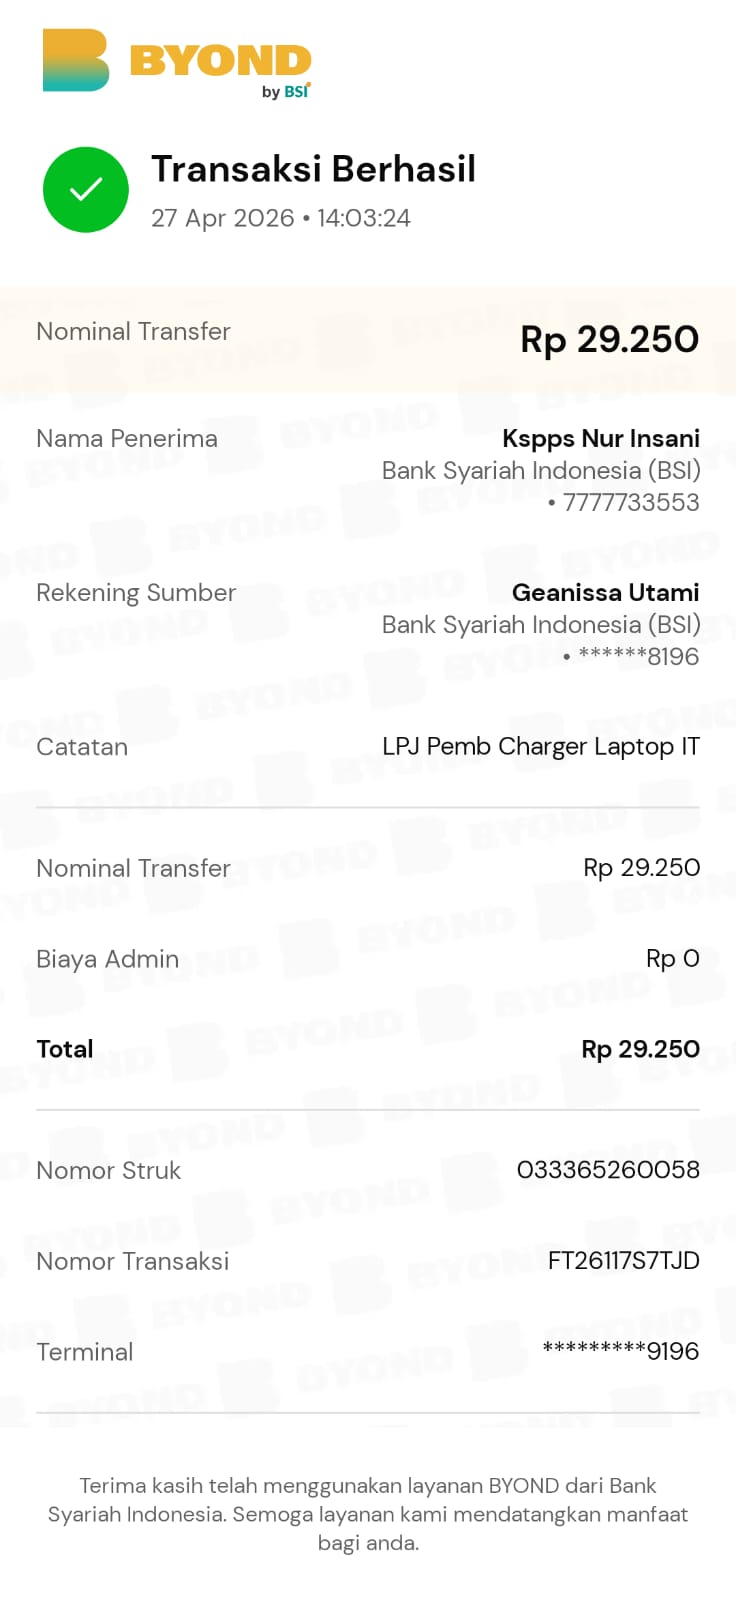 BYOND
by BSI
Transaksi Berhasil
27 Apr 2026 • 14:03:24
Nominal Transfer
Rp 29.250
Nama Penerima
Kspps Nur Insani
Bank Syariah Indonesia (BSI)
• 7777733553
Rekening Sumber
Geanissa Utami
Bank Syariah Indonesia (BSI)
• ******8196
Catatan
LPJ Pemb Charger Laptop IT
Nominal Transfer
Rp 29.250
Biaya Admin
Rp 0
Total
Rp 29.250
Nomor Struk
033365260058
Nomor Transaksi
FT26117S7TJD
Terminal
*********9196
Terima kasih telah menggunakan layanan BYOND dari Bank
Syariah Indonesia. Semoga layanan kami mendatangkan manfaat
bagi anda.